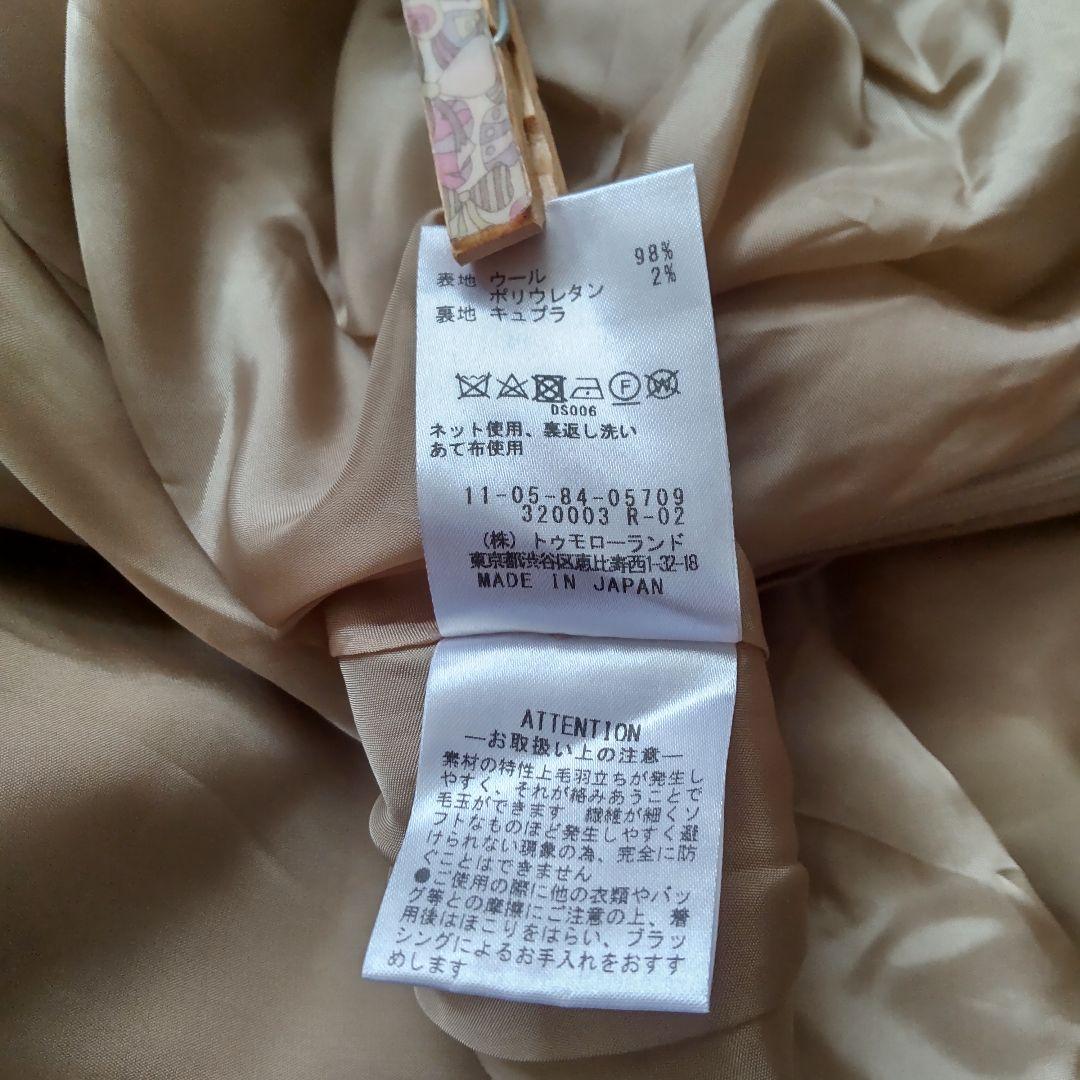 表地 ウール 98%
ポリウレタン 2%
裏地 キュプラ
F W
DS006
ネット使用、裏返し洗い
あて布使用
11-05-84-05709
320003 R-02
(株) トゥモローランド
東京都渋谷区恵比寿西1-32-18
MADE IN JAPAN
ATTENTION
―お取扱い上の注意―
素材の特性上毛羽立ちが発生し
やすく、それが絡みあうことで
毛玉ができます 繊維が細くソ
フトなものほど発生しやすく避
けられない現象の為、完全に防
ぐことはできません
●ご使用の際に他の衣類やバッ
グ等との摩擦にご注意の上、着
用後はほこりをはらい、ブラッ
シングによるお手入れをおすす
めします